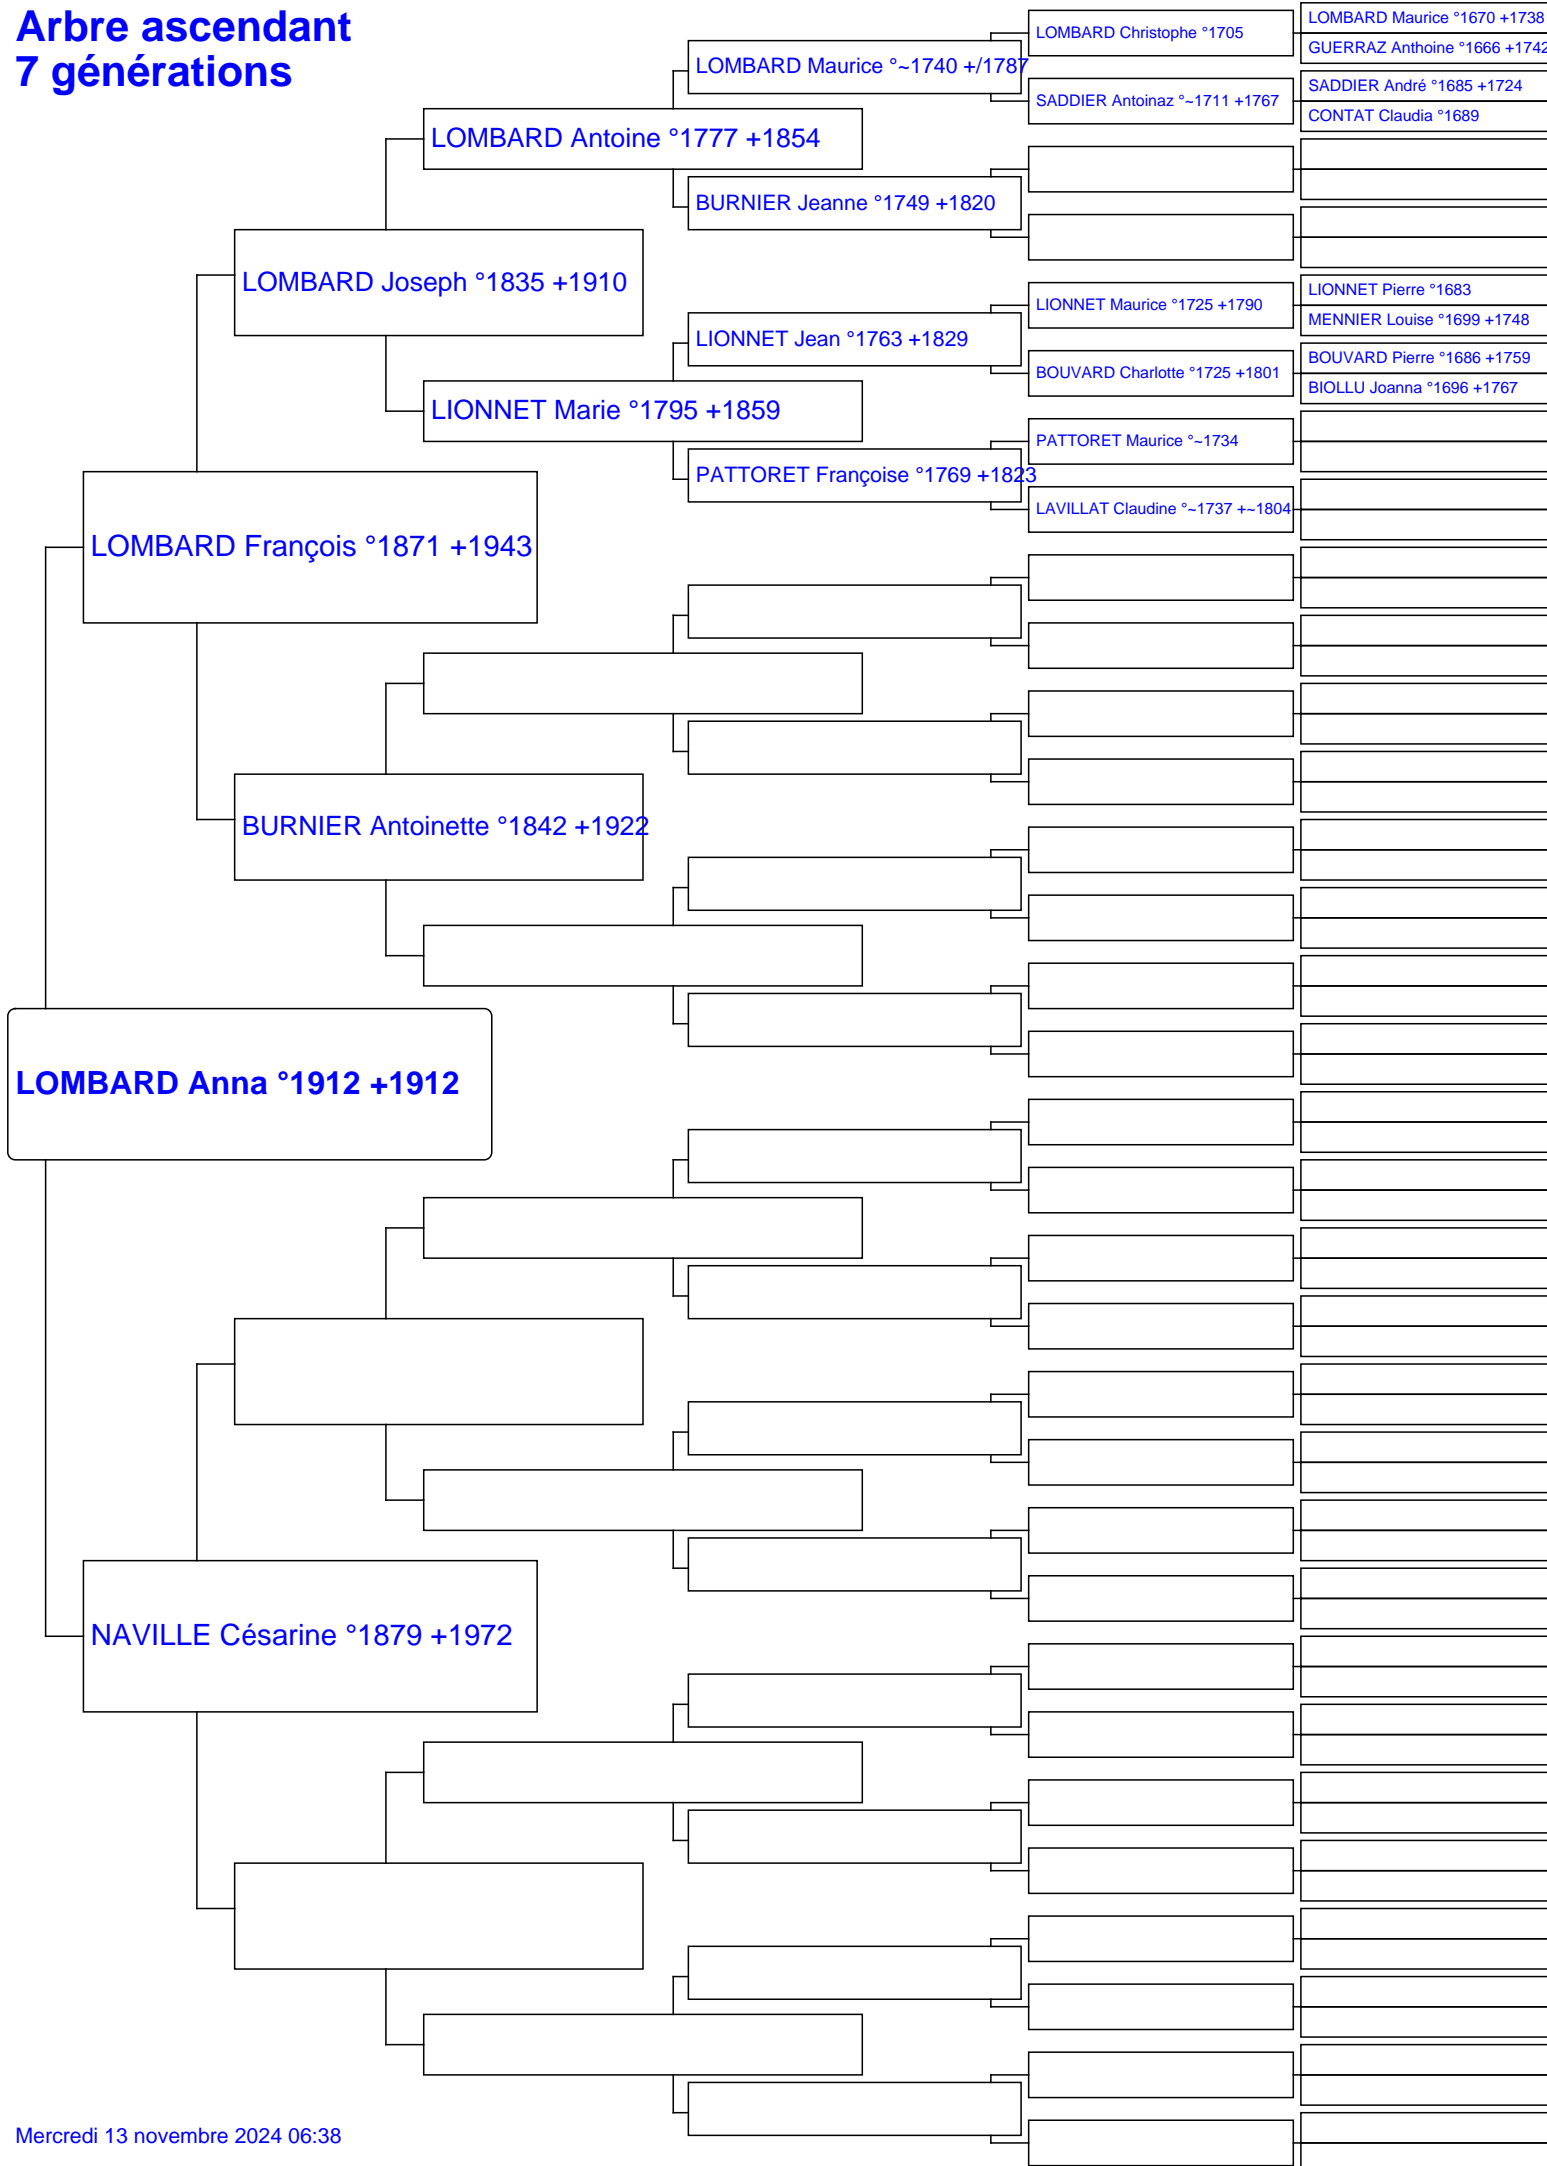 Arbre ascendant
7 générations
LOMBARD Anna °1912 +1912
LOMBARD François °1871 +1943
NAVILLE Césarine °1879 +1972
LOMBARD Joseph °1835 +1910
BURNIER Antoinette °1842 +1922
LOMBARD Antoine °1777 +1854
LIONNET Marie °1795 +1859
LOMBARD Maurice °~1740 +/1787
BURNIER Jeanne °1749 +1820
LIONNET Jean °1763 +1829
PATTORET Françoise °1769 +1823
LOMBARD Christophe °1705
SADDIER Antoinaz °~1711 +1767
LIONNET Maurice °1725 +1790
BOUVARD Charlotte °1725 +1801
PATTORET Maurice °~1734
LAVILLAT Claudine °~1737 +~1804
LOMBARD Maurice °1670 +1738
GUERRAZ Anthoine °1666 +1742
SADDIER André °1685 +1724
CONTAT Claudia °1689
LIONNET Pierre °1683
MENNIER Louise °1699 +1748
BOUVARD Pierre °1686 +1759
BIOLLU Joanna °1696 +1767
Mercredi 13 novembre 2024 06:38